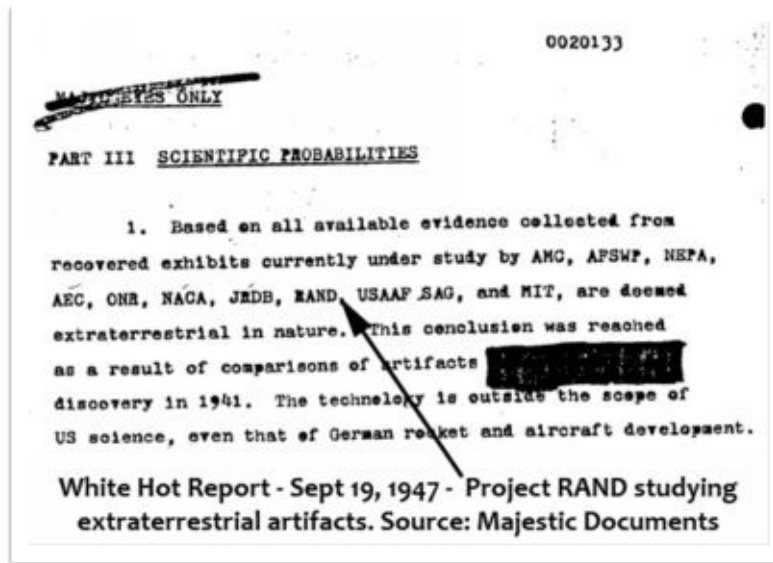 0020133
EYES ONLY
PART III SCIENTIFIC PROBABILITIES
1. Based on all available evidence collected from
recovered exhibits currently under study by AMC, AFSWP, NEPA,
AEC, ONR, NACA, JRDB, RAND, USAAF SAG, and MIT, are deemed
extraterrestrial in nature. This conclusion was reached
as a result of comparisons of artifacts
discovery in 1941. The technology is outside the scope of
US science, even that of German rocket and aircraft development.
White Hot Report - Sept 19, 1947 - Project RAND studying
extraterrestrial artifacts. Source: Majestic Documents